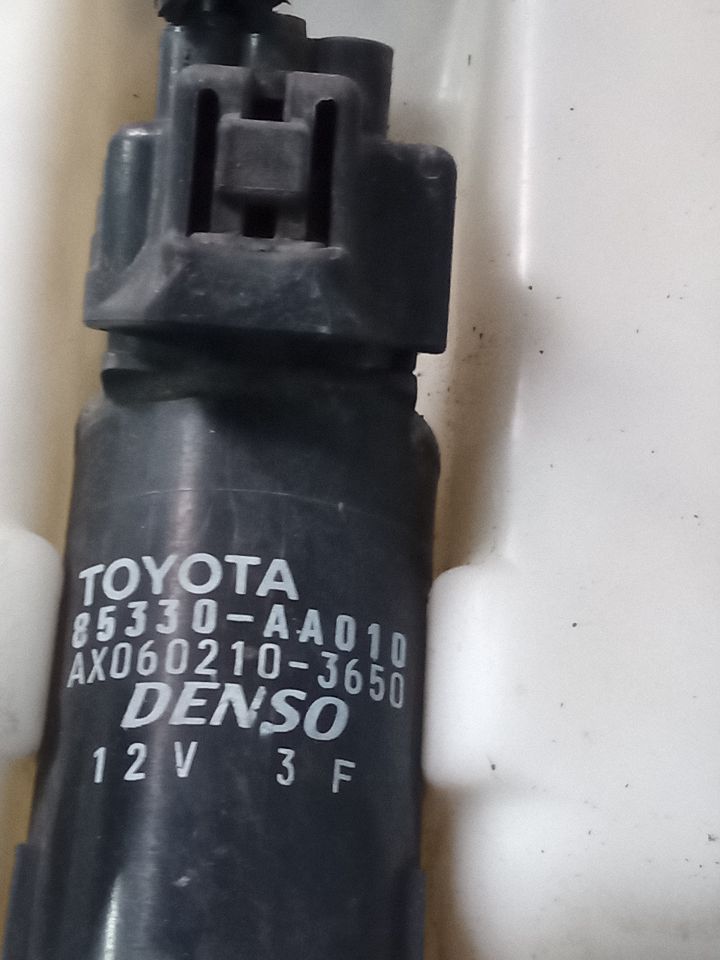 TOYOTA
85330-AA010
AX060210-3650
DENSO
12V 3F